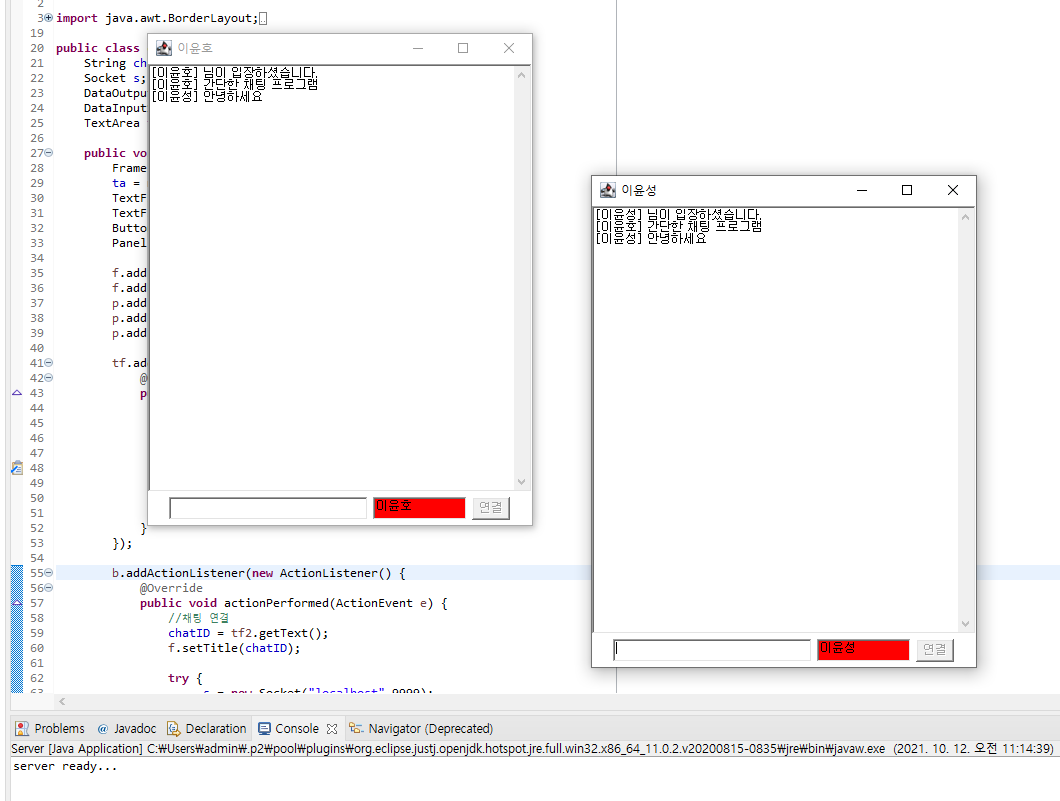 2
3 import java.awt.BorderLayout;
19
20 public class
21 String ch
22 Socket s;
23 DataOutpu
24 DataInput
25 TextArea
26
27 public vo
28 Frame
29 ta =
30 TextF
31 TextF
32 Butto
33 Panel
34
35 f.add
36 f.add
37 p.add
38 p.add
39 p.add
40
41 tf.ad
42 @
43 p
44
45
46
47
48
49
50
51
52 }
53 });
54
55 b.addActionListener(new ActionListener() {
56 @Override
57 public void actionPerformed(ActionEvent e) {
58 //채팅 연결
59 chatID = tf2.getText();
60 f.setTitle(chatID);
61
62 try {
63 s = new Socket("localhost",9999);
이윤호
[이윤호] 님이 입장하셨습니다.
[이윤호] 간단한 채팅 프로그램
[이윤성] 안녕하세요
이윤호 연결
이윤성
[이윤성] 님이 입장하셨습니다.
[이윤호] 간단한 채팅 프로그램
[이윤성] 안녕하세요
이윤성 연결
Problems @ Javadoc Declaration Console Navigator (Deprecated)
Server [Java Application] C:₩Users₩admin₩.p2₩pool₩plugins₩org.eclipse.justj.openjdk.hotspot.jre.full.win32.x86_64_11.0.2.v20200815-0835₩jre₩bin₩javaw.exe (2021. 10. 12. 오전 11:14:39)
server ready...